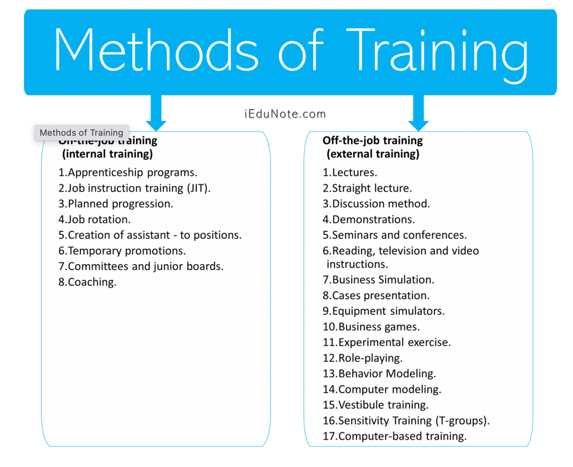 Methods of Training
iEduNote.com
Methods of Training
training
(internal training)
1.Apprenticeship programs.
2.Job instruction training (JIT).
3.Planned progression.
4.Job rotation.
5.Creation of assistant - to positions.
6.Temporary promotions.
7.Committees and junior boards.
8.Coaching.
Off-the-job training
(external training)
1.Lectures.
2.Straight lecture.
3.Discussion method.
4.Demonstrations.
5.Seminars and conferences.
6.Reading, television and video
instructions.
7.Business Simulation.
8.Cases presentation.
9.Equipment simulators.
10.Business games.
11.Experimental exercise.
12.Role-playing.
13.Behavior Modeling.
14.Computer modeling.
15.Vestibule training.
16.Sensitivity Training (T-groups).
17.Computer-based training.